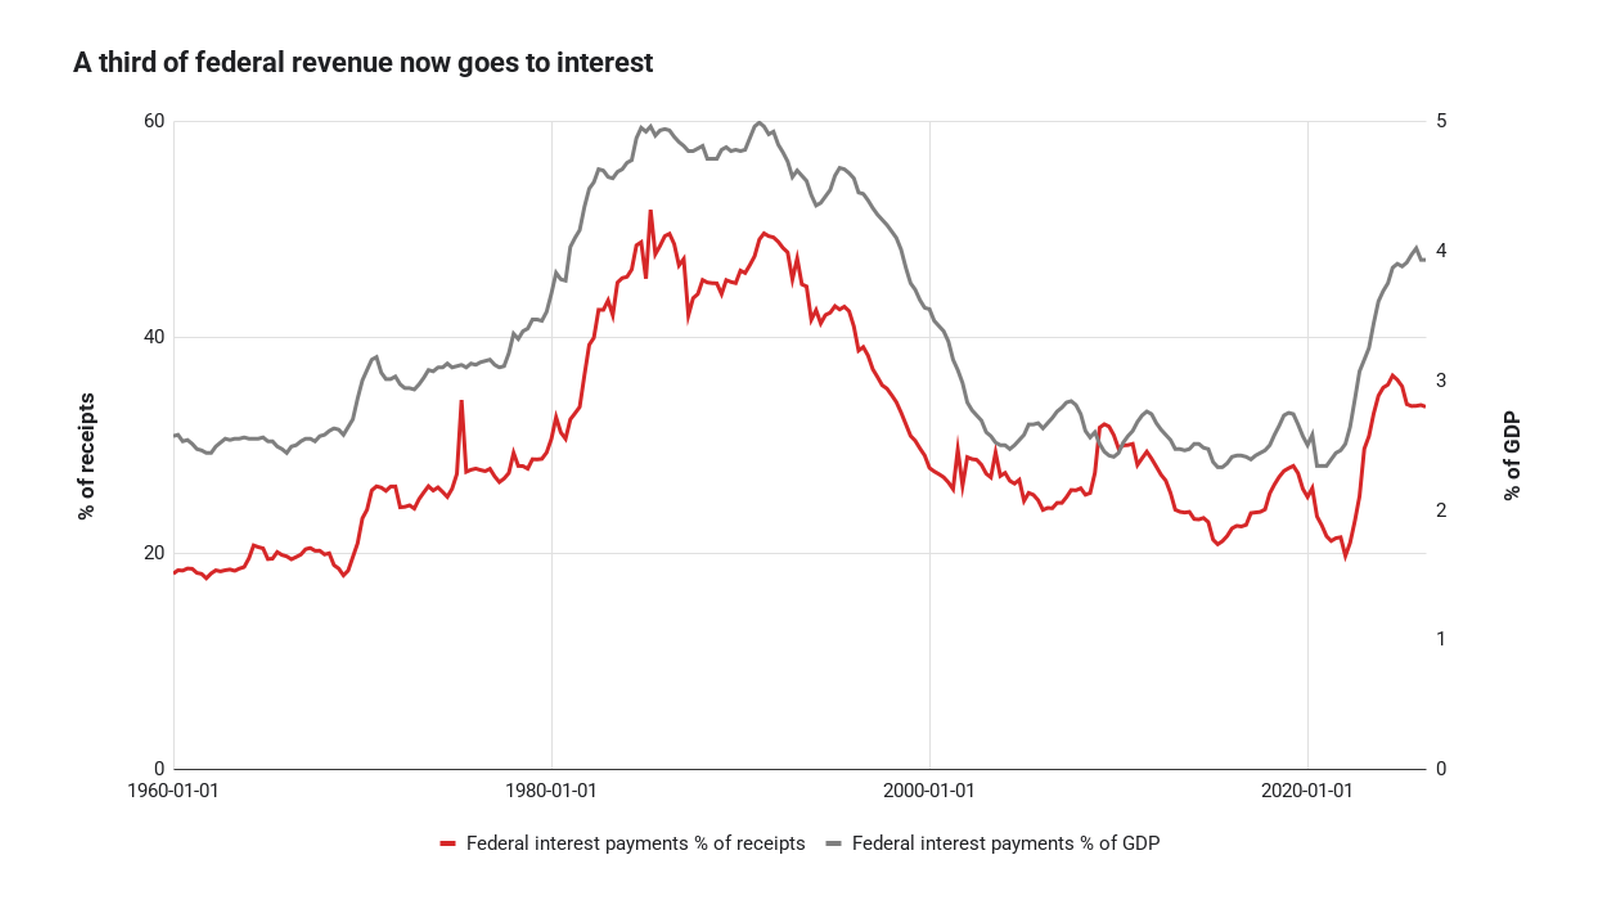 A third of federal revenue now goes to interest
60
40
20
0
% of receipts
5
4
3
2
1
0
% of GDP
1960-01-01
1980-01-01
2000-01-01
2020-01-01
Federal interest payments % of receipts
Federal interest payments % of GDP